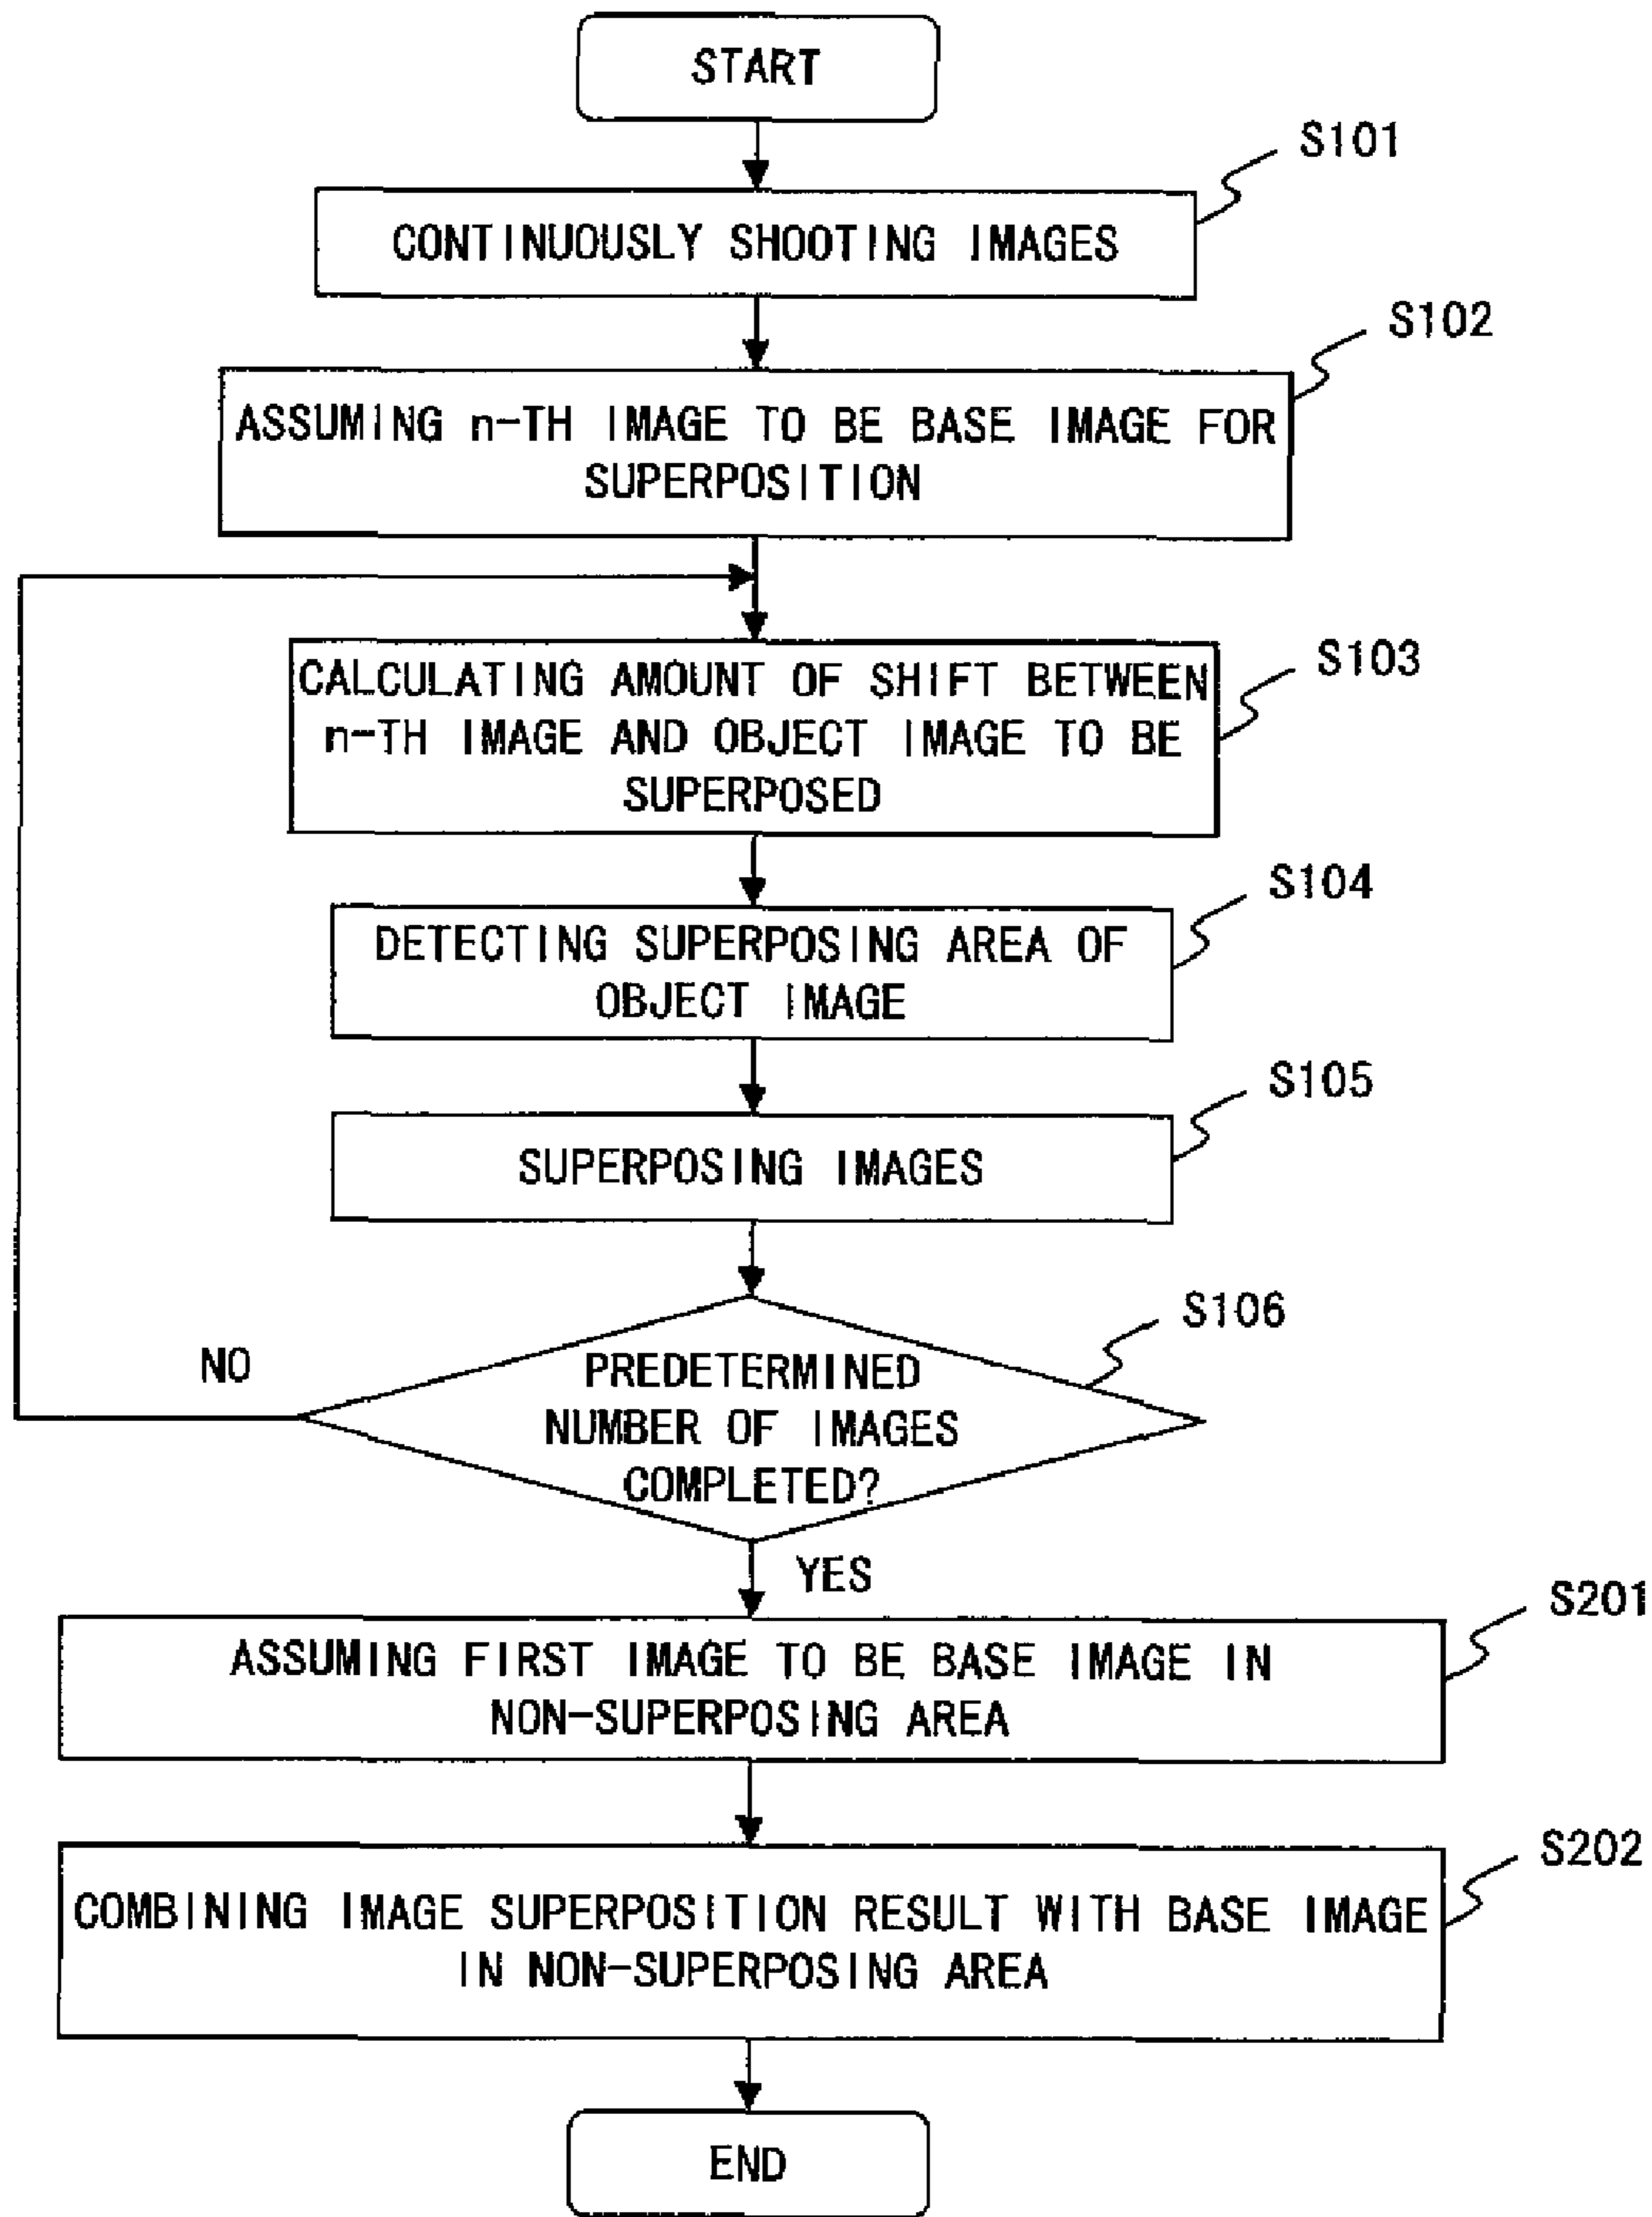 START
S101
CONTINUOUSLY SHOOTING IMAGES
S102
ASSUMING n-TH IMAGE TO BE BASE IMAGE FOR
SUPERPOSITION
S103
CALCULATING AMOUNT OF SHIFT BETWEEN
n-TH IMAGE AND OBJECT IMAGE TO BE
SUPERPOSED
S104
DETECTING SUPERPOSING AREA OF
OBJECT IMAGE
S105
SUPERPOSING IMAGES
S106
NO
PREDETERMINED
NUMBER OF IMAGES
COMPLETED?
YES
S201
ASSUMING FIRST IMAGE TO BE BASE IMAGE IN
NON-SUPERPOSING AREA
S202
COMBINING IMAGE SUPERPOSITION RESULT WITH BASE IMAGE
IN NON-SUPERPOSING AREA
END